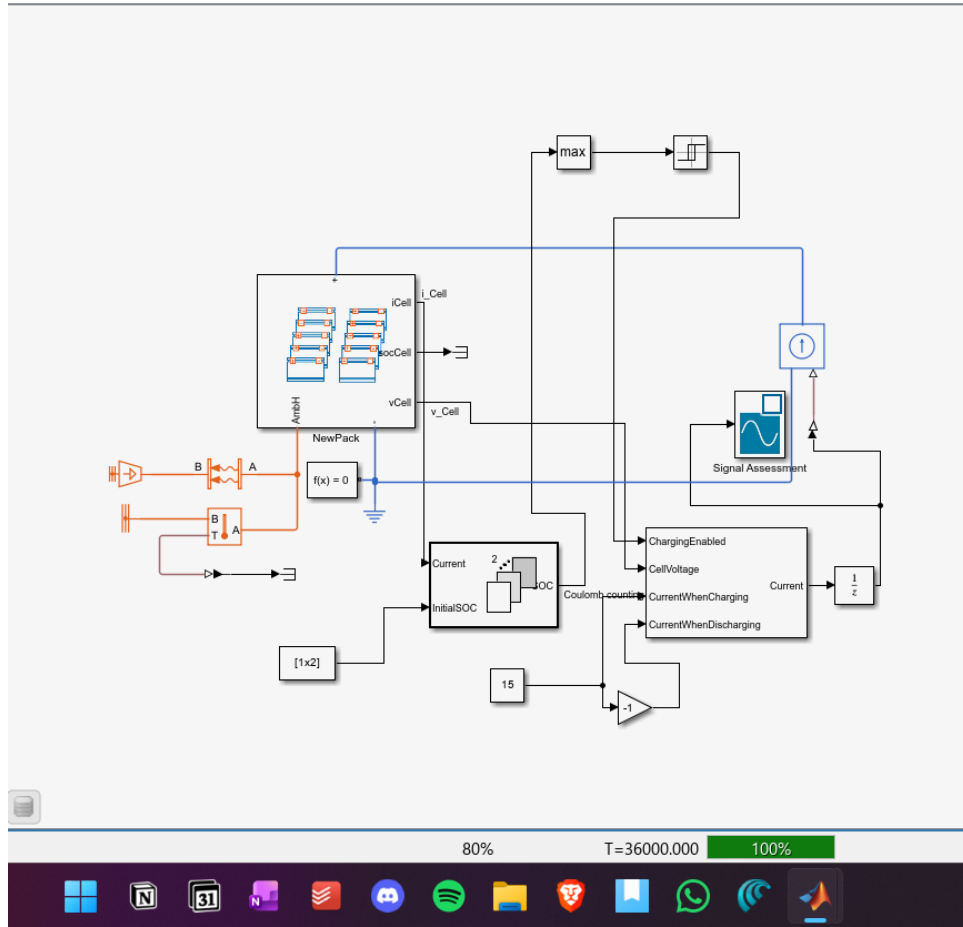 max
+
iCell
i_Cell
socCell
vCell
v_Cell
AmbH
-
NewPack
B
A
f(x) = 0
B
T
A
Signal Assessment
2
Current
SOC
InitialSOC
Coulomb counting
ChargingEnabled
CellVoltage
CurrentWhenCharging
CurrentWhenDischarging
Current
1
z
[1x2]
15
-1
80%
T=36000.000
100%
N
31
N